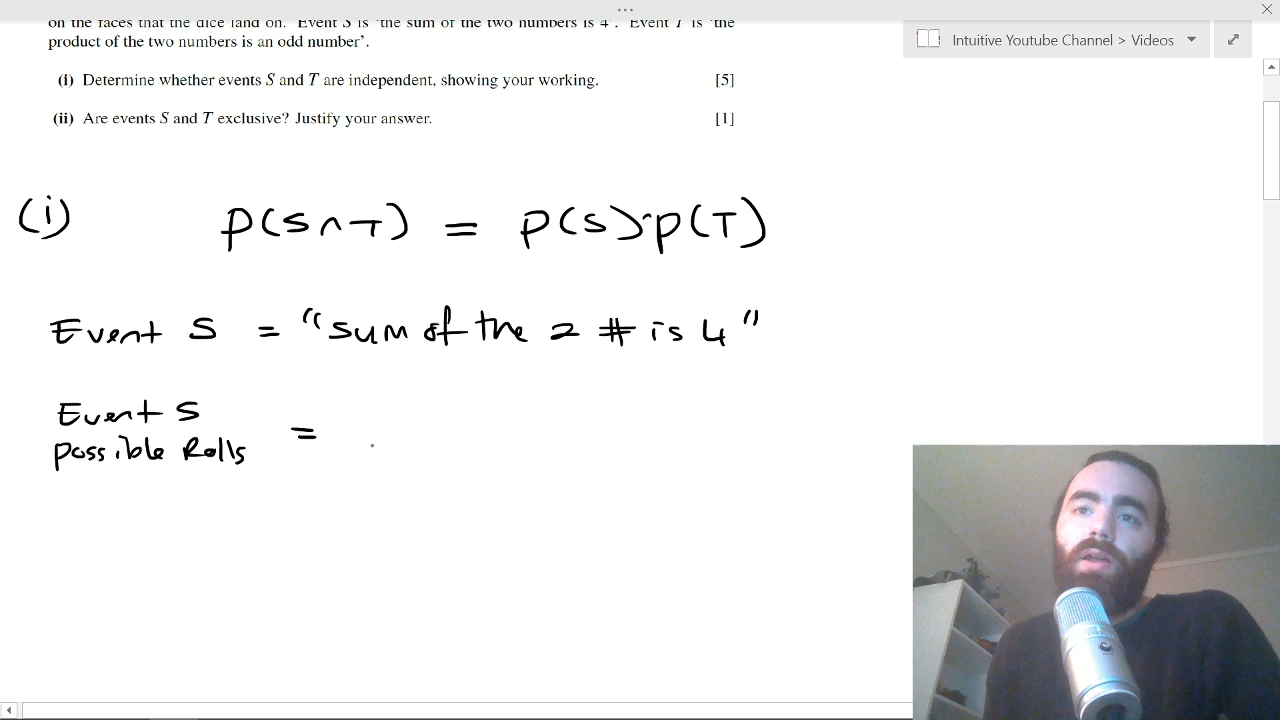 on the faces that the dice land on. Event S is ‘the sum of the two numbers is 4’. Event T is ‘the
product of the two numbers is an odd number’.
Intuitive Youtube Channel > Videos
(i) Determine whether events S and T are independent, showing your working. [5]
(ii) Are events S and T exclusive? Justify your answer. [1]
(i) P(S∩T) = P(S)·P(T)
Event S = "sum of the 2 # is 4"
Event S
possible Rolls =